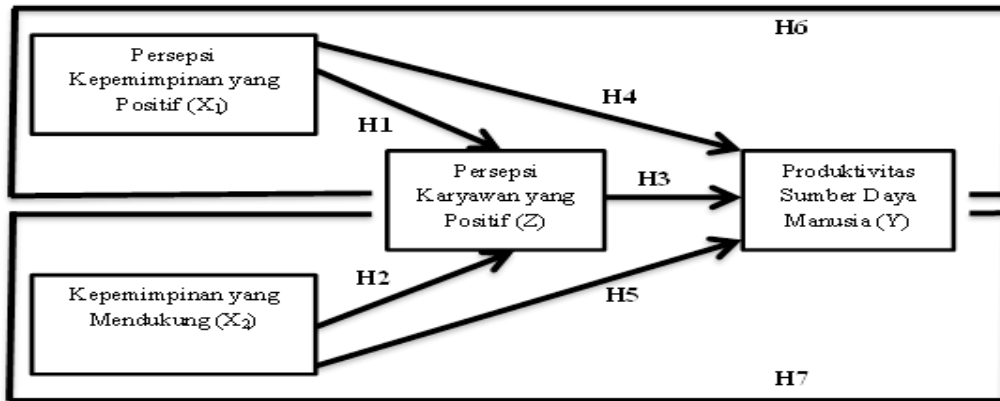 H6
Persepsi
Kepemimpinan yang
Positif (X1)
H4
H1
Persepsi
Karyawan yang
Positif (Z)
H3
Produktivitas
Sumber Daya
Manusia (Y)
H2
Kepemimpinan yang
Mendukung (X2)
H5
H7